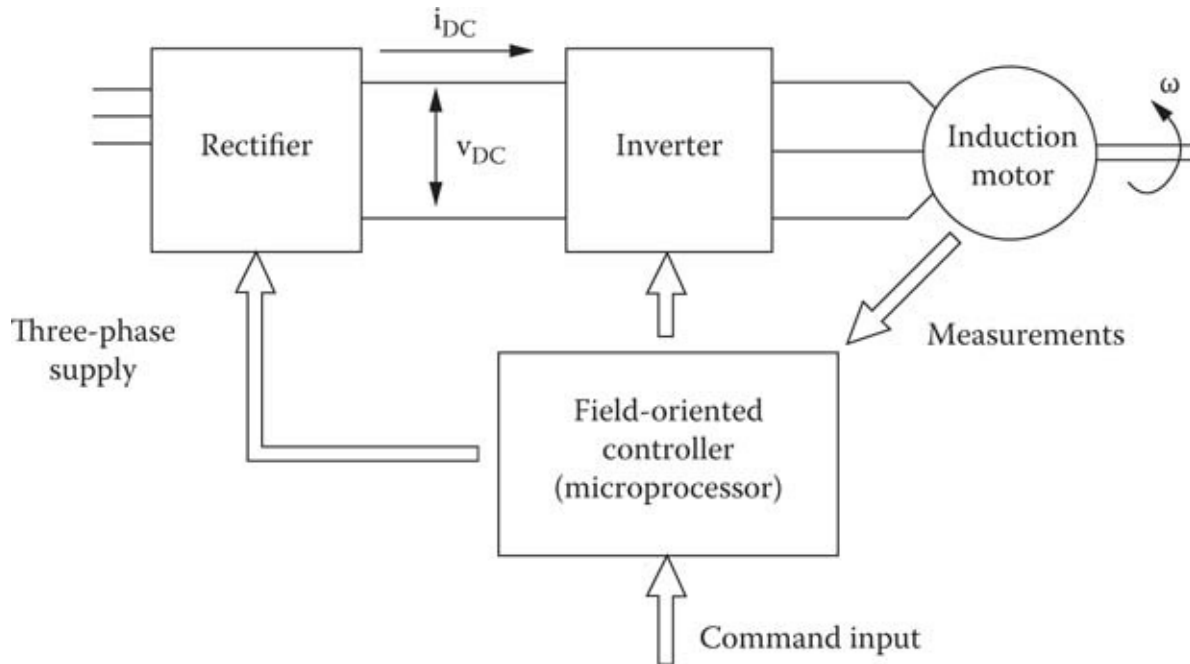 i_DC
ω
Rectifier
v_DC
Inverter
Induction
motor
Three-phase
supply
Measurements
Field-oriented
controller
(microprocessor)
Command input